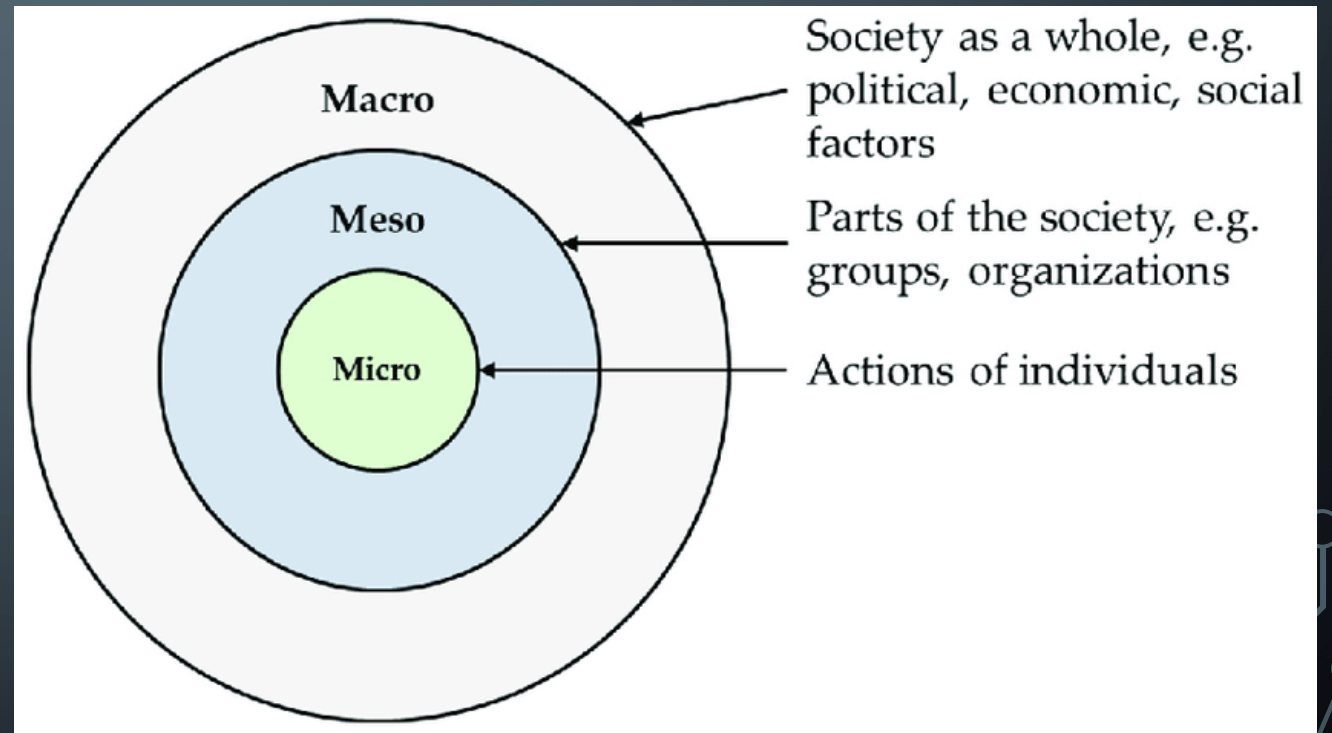 Macro
Meso
Micro
Society as a whole, e.g.
political, economic, social
factors
Parts of the society, e.g.
groups, organizations
Actions of individuals